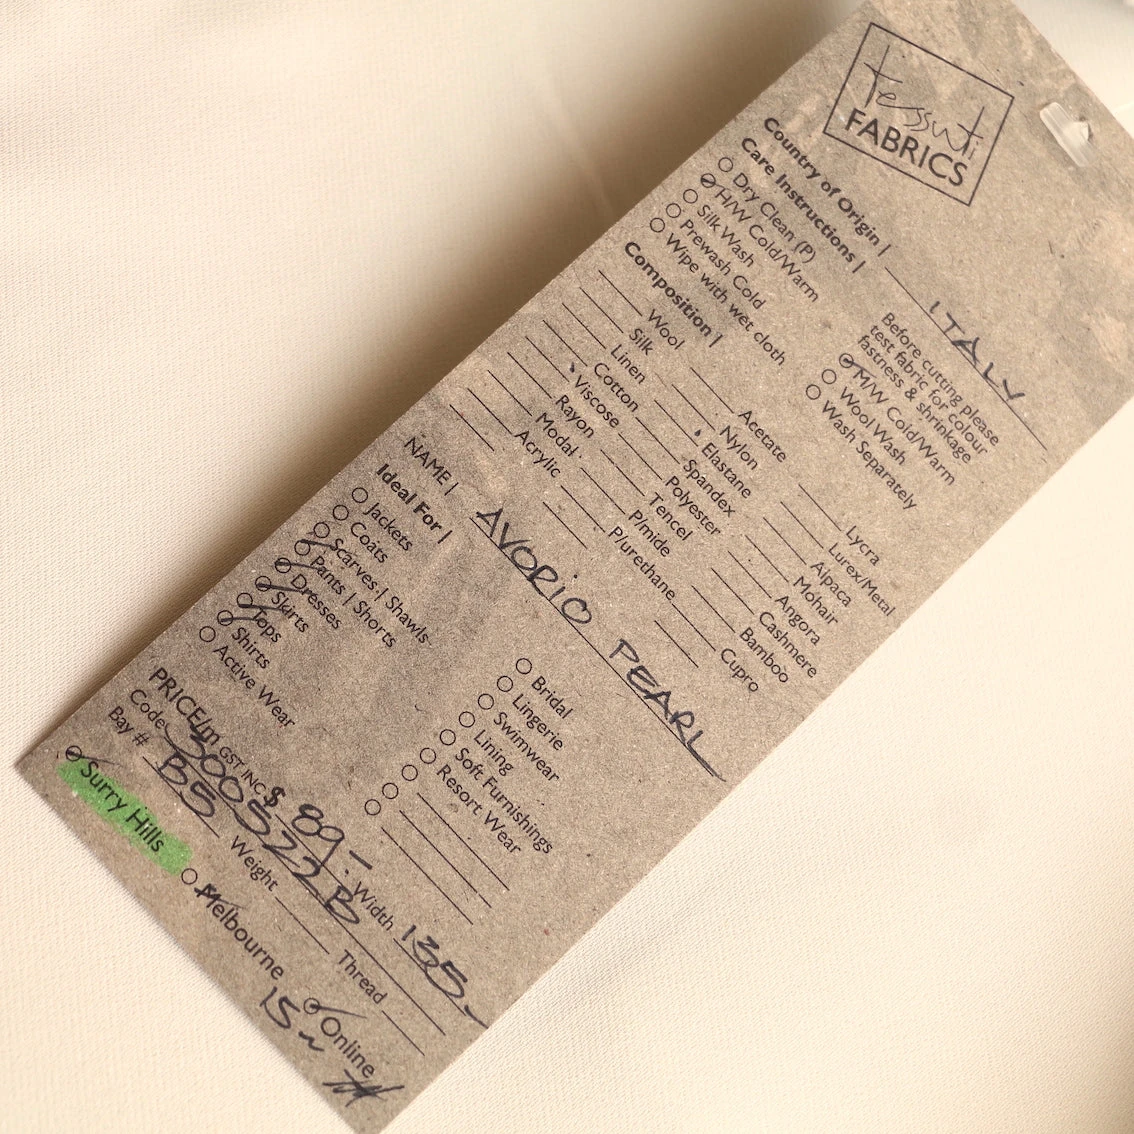 tessuti
FABRICS
Country of Origin | ITALY
Care Instructions |
Dry Clean (P)
H/W Cold/Warm
Silk Wash
Prewash Cold
Wipe with wet cloth
Before cutting please
test fabric for colour
fastness & shrinkage
M/W Cold/Warm
Wool Wash
Wash Separately
Composition |
Wool
Silk
Linen
Cotton
Viscose
Rayon
Modal
Acrylic
Acetate
Nylon
Elastane
Spandex
Polyester
Tencel
P/mide
P/urethane
Lycra
Lurex/Metal
Alpaca
Mohair
Angora
Cashmere
Bamboo
Cupro
NAME | AVORIO PEARL
Ideal For |
Jackets
Coats
Scarves | Shawls
Pants | Shorts
Dresses
Skirts
Tops
Shirts
Active Wear
Bridal
Lingerie
Swimwear
Lining
Soft Furnishings
Resort Wear
PRICE/m GST INC $ 89- Width 135-
Code 300522B
Bay # B5 Weight Thread
Surry Hills Melbourne Online
15